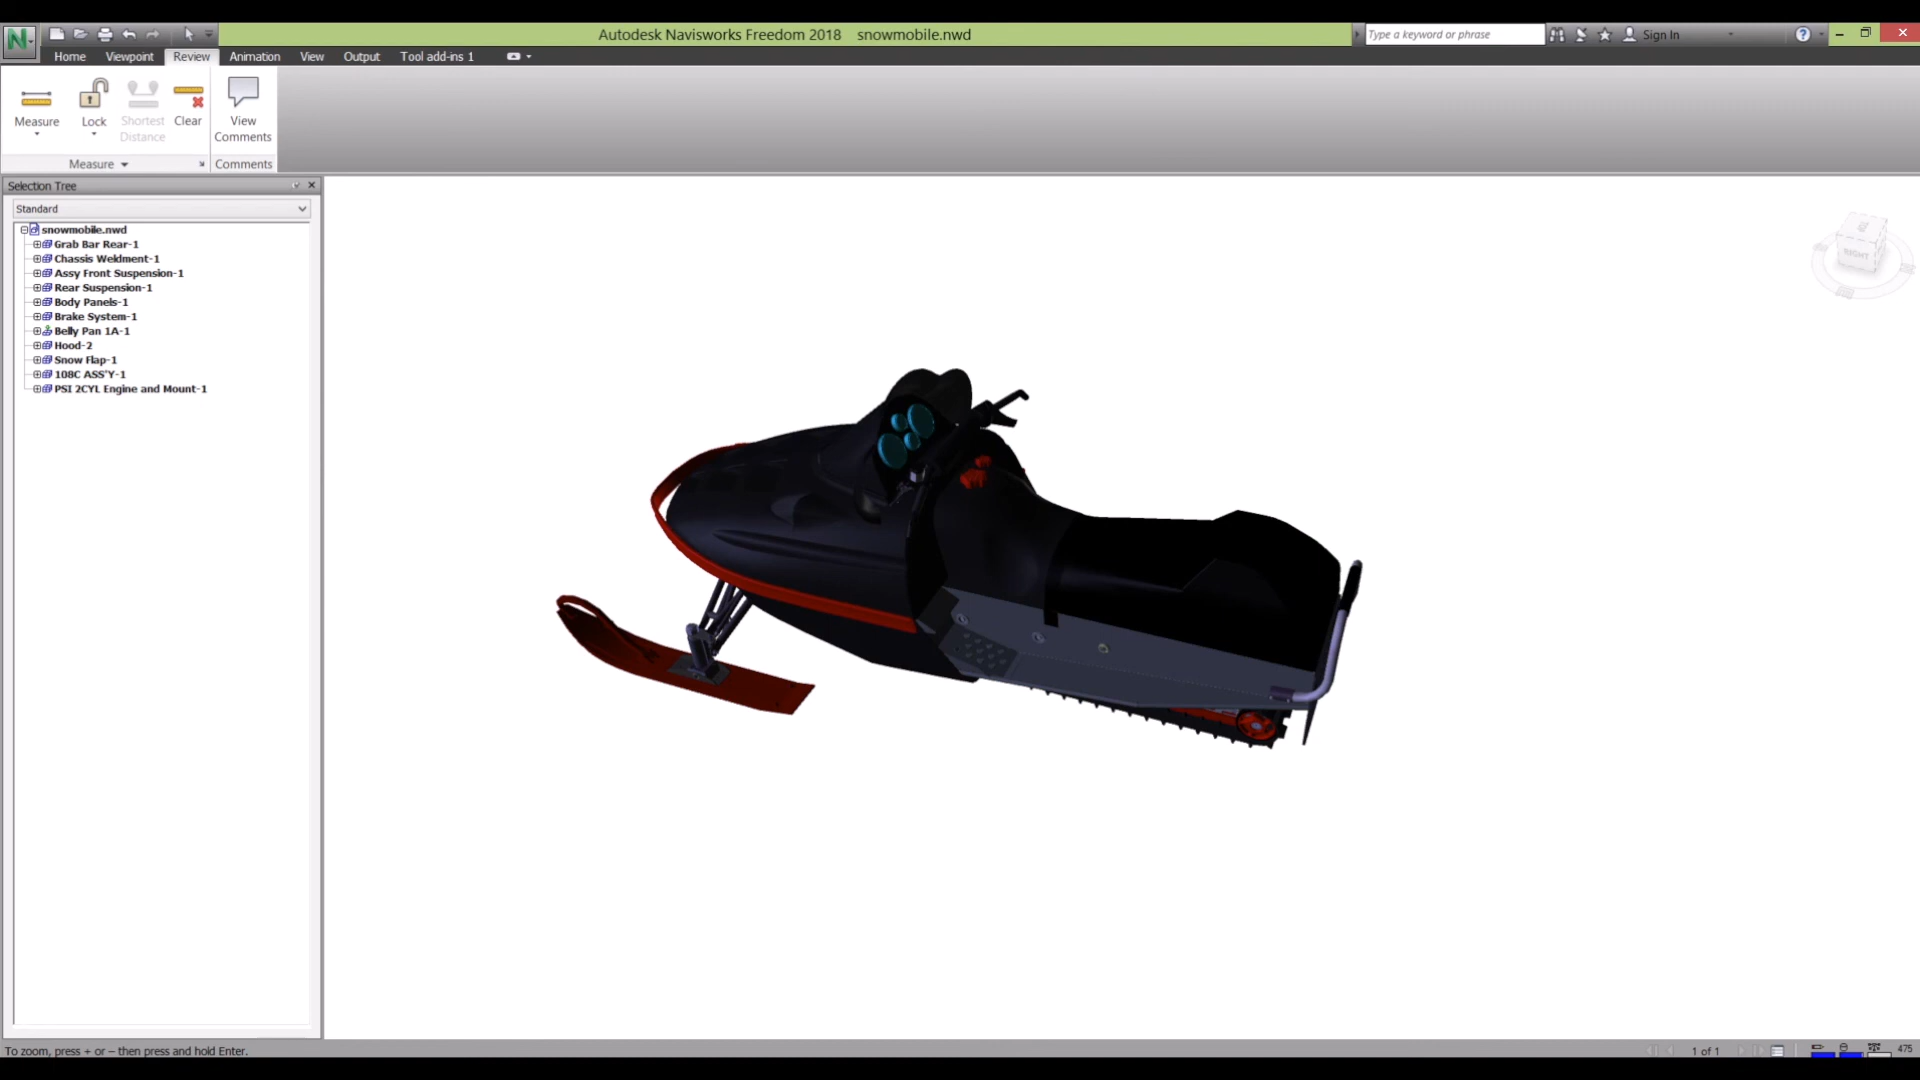 Autodesk Navisworks Freedom 2018 snowmobile.nwd
Type a keyword or phrase
Sign In
Home Viewpoint Review Animation View Output Tool add-ins 1
Measure
Lock
Shortest
Distance
Clear
View
Comments
Measure
Comments
Selection Tree
Standard
snowmobile.nwd
Grab Bar Rear-1
Chassis Weldment-1
Assy Front Suspension-1
Rear Suspension-1
Body Panels-1
Brake System-1
Belly Pan 1A-1
Hood-2
Snow Flap-1
108C ASS'Y-1
PSI 2CYL Engine and Mount-1
RIGHT
To zoom, press + or – then press and hold Enter.
1 of 1
475